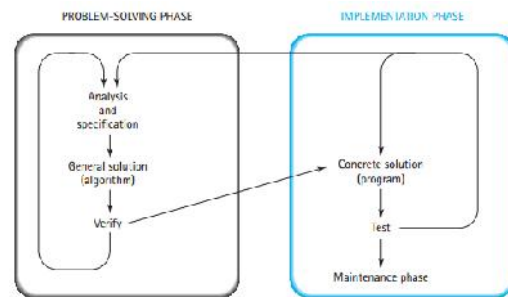 PROBLEM-SOLVING PHASE
Analysis
and
specification
General solution
(algorithm)
Verify
IMPLEMENTATION PHASE
Concrete solution
(program)
Test
Maintenance phase